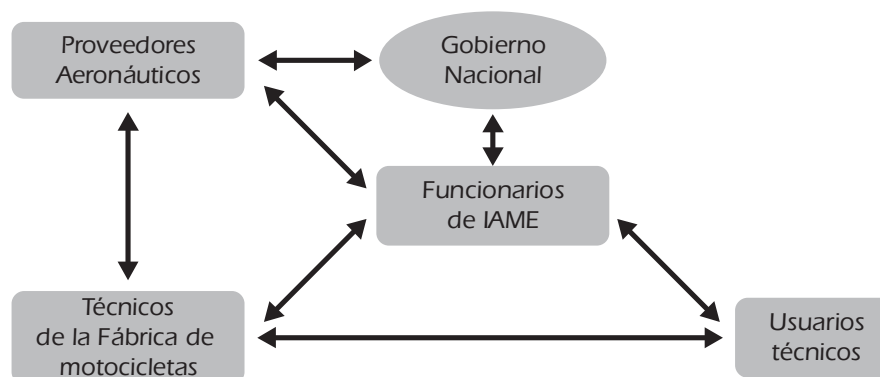 Proveedores
Aeronáuticos
Gobierno
Nacional
Funcionarios
de IAME
Técnicos
de la Fábrica de
motocicletas
Usuarios
técnicos